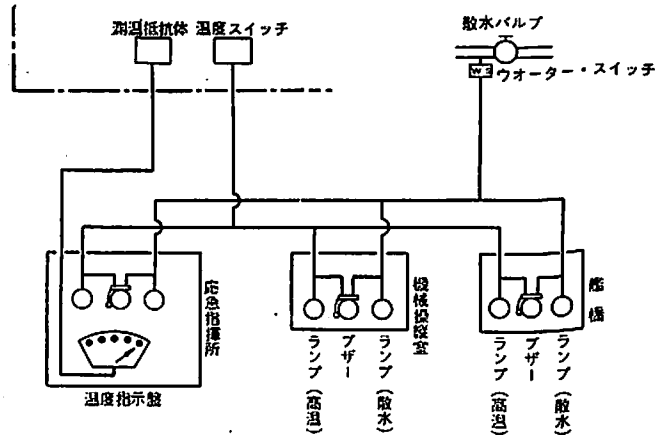 測温抵抗体 温度スイッチ
散水バルブ
WS
ウオーター・スイッチ
応急指揮所
温度指示盤
機械操縦室
艦橋
ランプ(高温)
ブザー
ランプ(散水)
ランプ(高温)
ブザー
ランプ(散水)